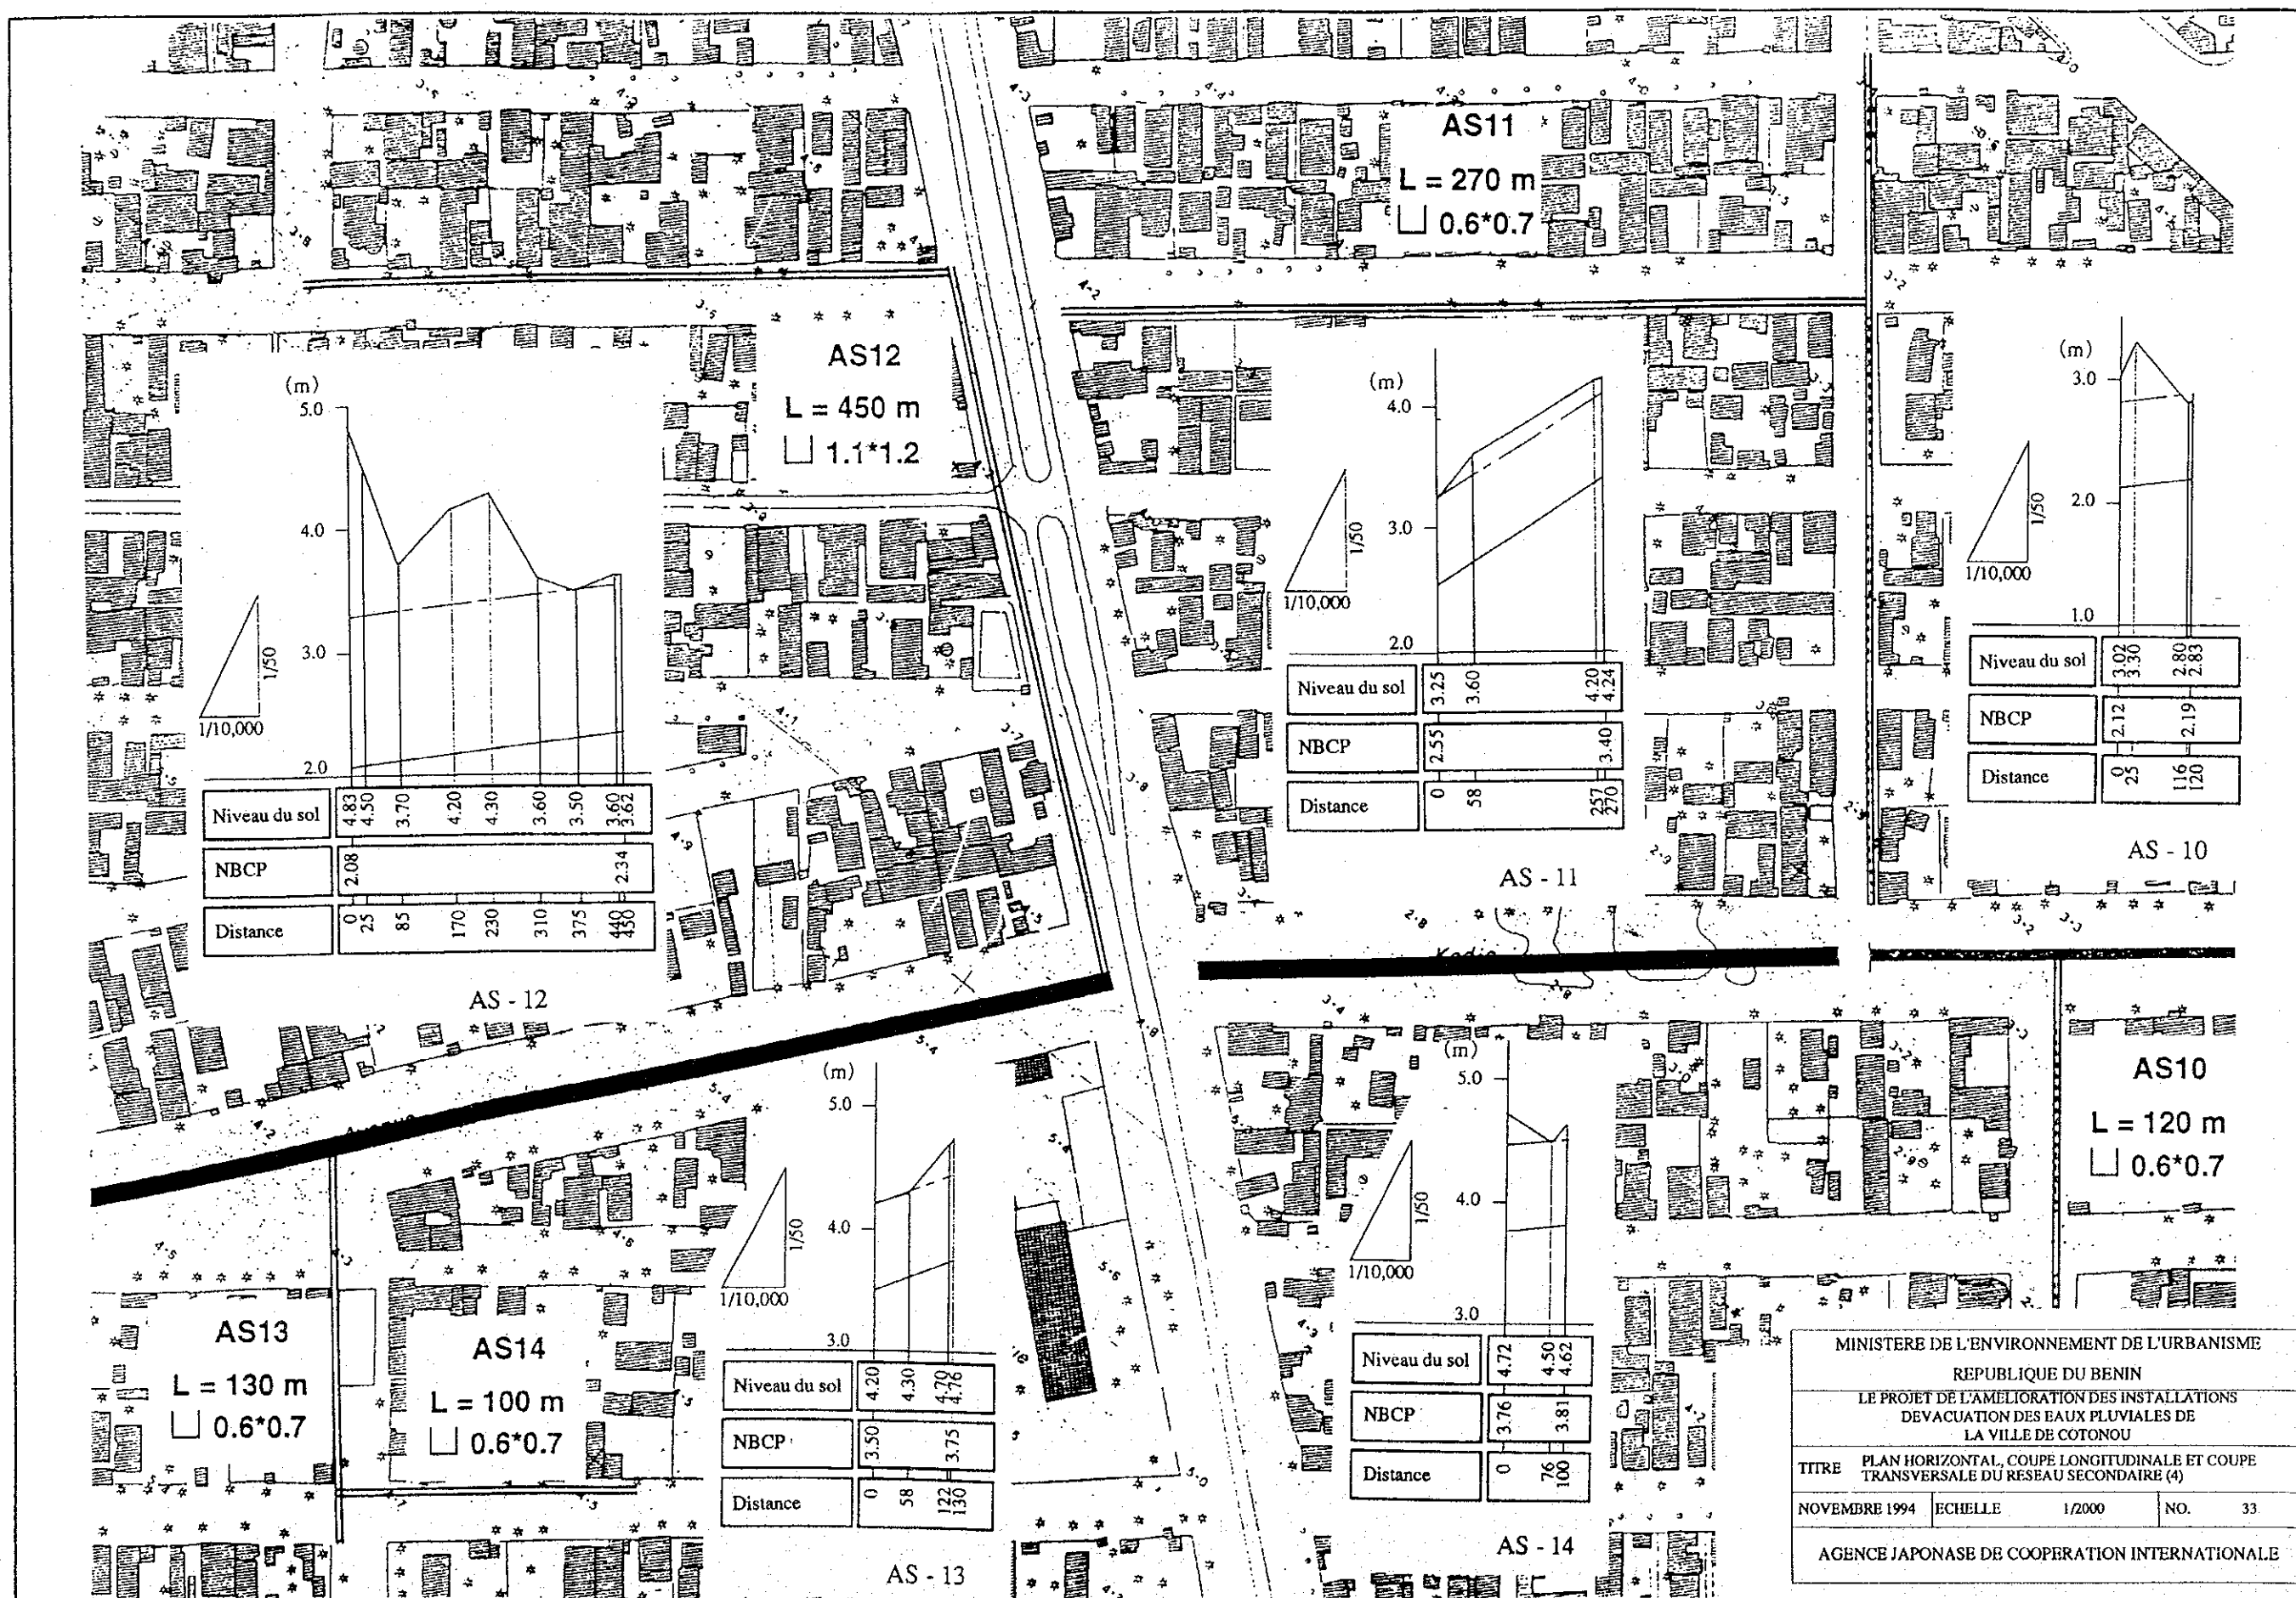 AS11
L = 270 m
⊔ 0.6*0.7
AS12
L = 450 m
⊔ 1.1*1.2
(m)
5.0
4.0
3.0
2.0
1/50
1/10,000
Niveau du sol 4.83 4.50 3.70 4.20 4.30 3.60 3.50 3.60 3.62
NBCP 2.08 2.34
Distance 0 25 85 170 230 310 375 440 450
AS - 12
(m)
4.0
3.0
2.0
1/50
1/10,000
Niveau du sol 3.25 3.60 4.20 4.24
NBCP 2.55 3.40
Distance 0 58 257 270
AS - 11
(m)
3.0
2.0
1.0
1/50
1/10,000
Niveau du sol 3.02 3.30 2.80 2.83
NBCP 2.12 2.19
Distance 0 25 116 120
AS - 10
AS10
L = 120 m
⊔ 0.6*0.7
AS13
L = 130 m
⊔ 0.6*0.7
AS14
L = 100 m
⊔ 0.6*0.7
(m)
5.0
4.0
3.0
1/50
1/10,000
Niveau du sol 4.20 4.30 4.70 4.76
NBCP 3.50 3.75
Distance 0 58 122 130
AS - 13
(m)
5.0
4.0
3.0
1/50
1/10,000
Niveau du sol 4.72 4.50 4.62
NBCP 3.76 3.81
Distance 0 76 100
AS - 14
MINISTERE DE L'ENVIRONNEMENT DE L'URBANISME
REPUBLIQUE DU BENIN
LE PROJET DE L'AMELIORATION DES INSTALLATIONS
DEVACUATION DES EAUX PLUVIALES DE
LA VILLE DE COTONOU
TITRE PLAN HORIZONTAL, COUPE LONGITUDINALE ET COUPE
TRANSVERSALE DU RESEAU SECONDAIRE (4)
NOVEMBRE 1994 ECHELLE 1/2000 NO. 33
AGENCE JAPONASE DE COOPERATION INTERNATIONALE